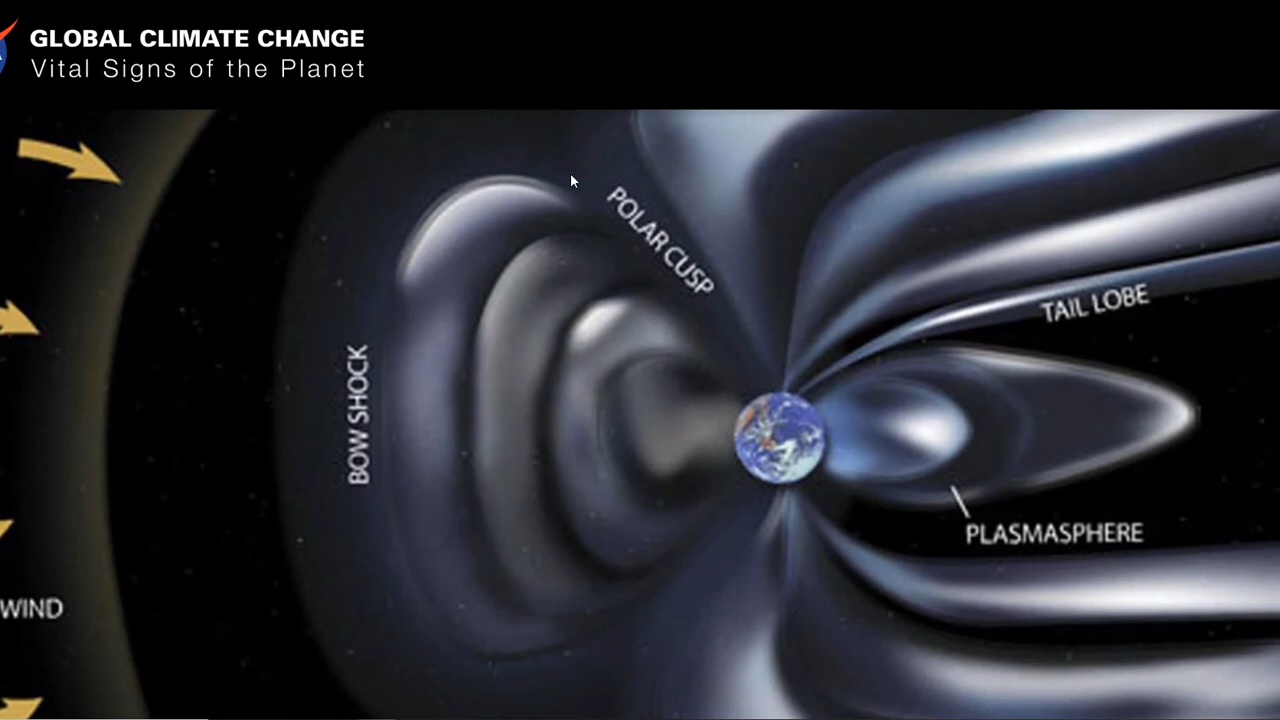 GLOBAL CLIMATE CHANGE
Vital Signs of the Planet
POLAR CUSP
TAIL LOBE
BOW SHOCK
PLASMASPHERE
WIND